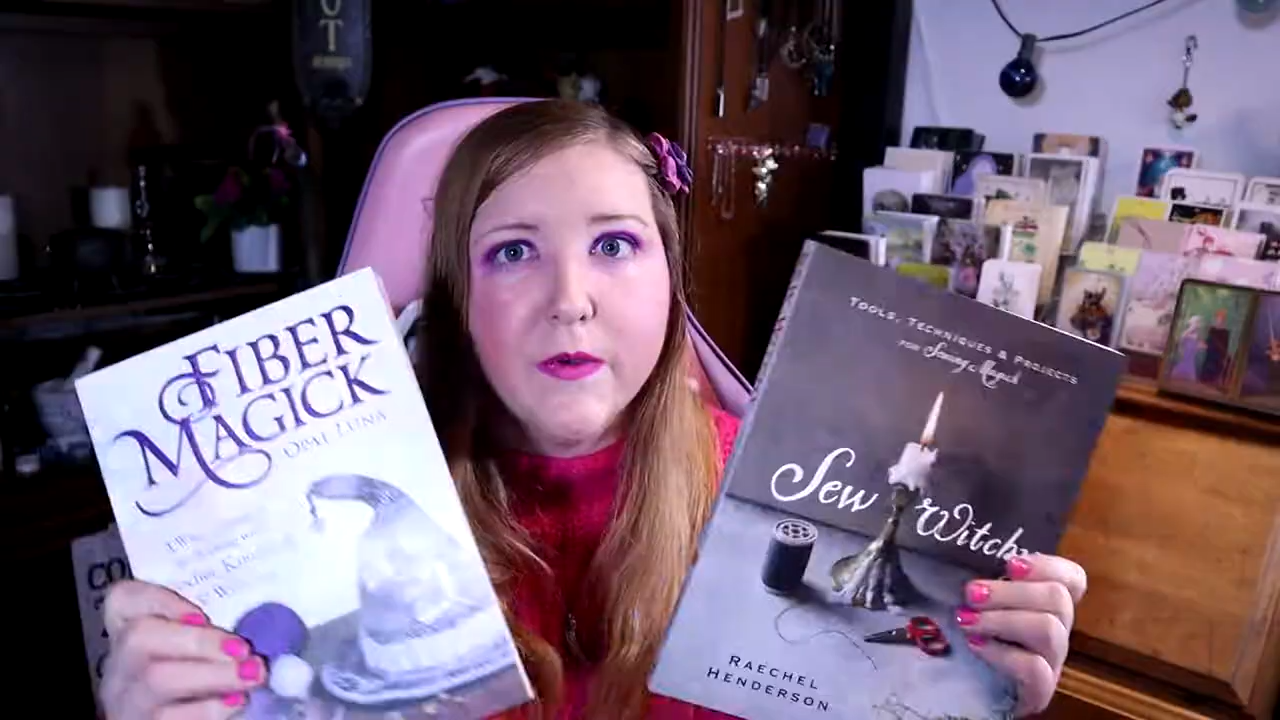 FIBER
MAGICK
OPAL LUNA
TOOLS, TECHNIQUES & PROJECTS
FOR Sewing Magick
Sew Witchy
RAECHEL
HENDERSON